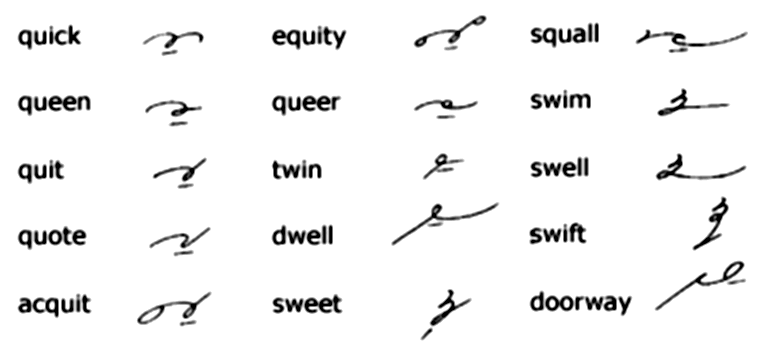 quick equity squall
queen queer swim
quit twin swell
quote dwell swift
acquit sweet doorway